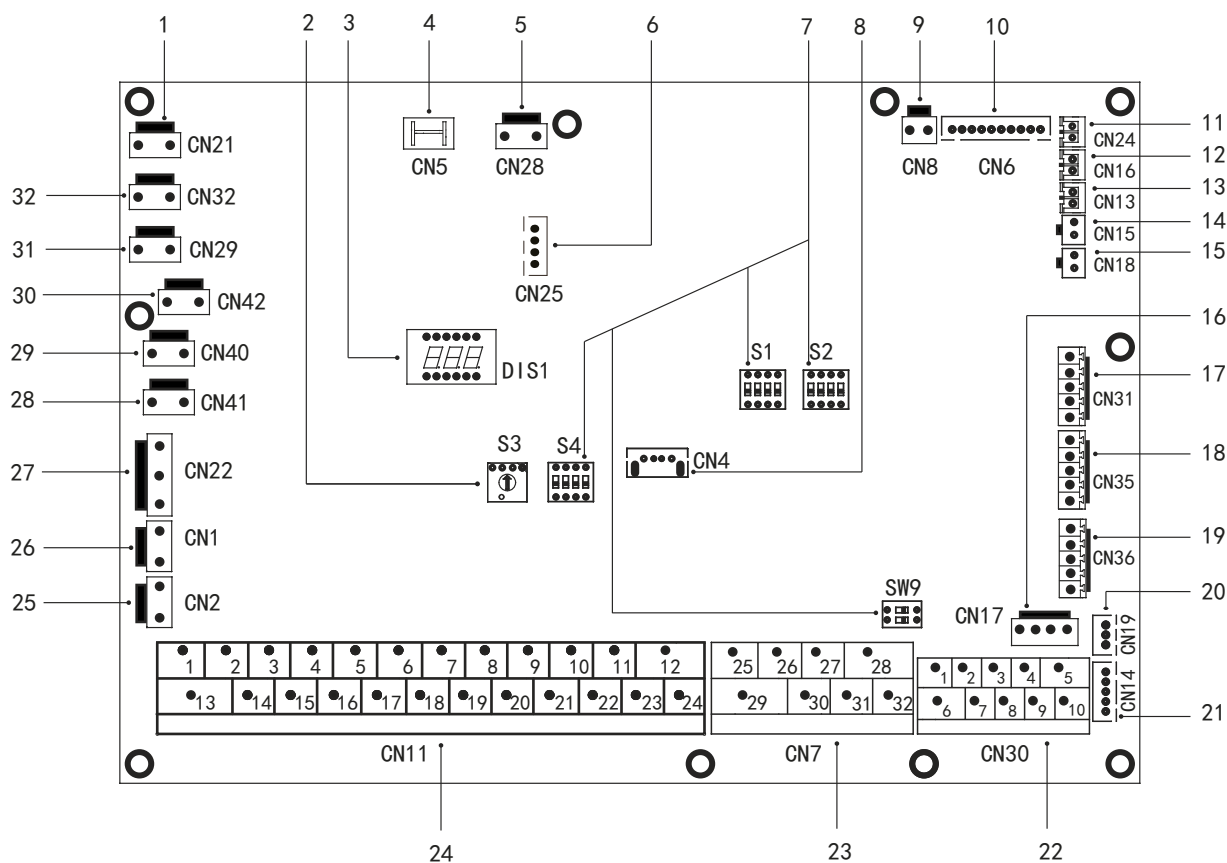 1 2 3 4 5 6 7 8 9 10
CN21 CN5 CN28 CN8 CN6 CN24 11
CN16 12
32 CN32 CN13 13
CN15 14
31 CN29 CN18 15
CN25
30 CN42 16
29 CN40 DIS1 S1 S2 17
28 CN41 CN31
S3 S4 CN4 18
27 CN22 CN35
26 CN1 19
CN36
25 CN2 SW9 20
CN17 CN19
1 2 3 4 5 6 7 8 9 10 11 12 25 26 27 28 1 2 3 4 5
13 14 15 16 17 18 19 20 21 22 23 24 29 30 31 32 6 7 8 9 10 CN14 21
CN11 CN7 CN30
24 23 22